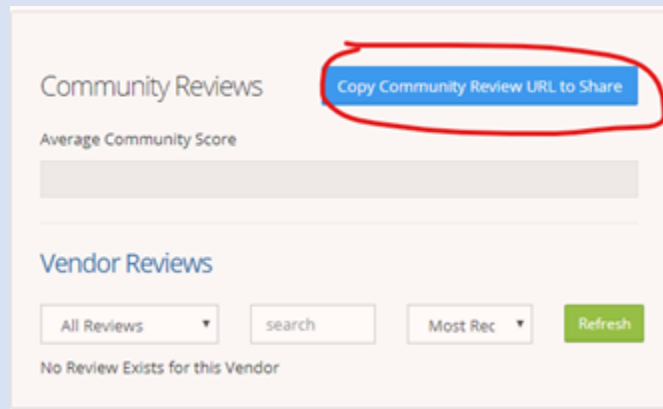 Community Reviews
Copy Community Review URL to Share
Average Community Score
Vendor Reviews
All Reviews
search
Most Rec
Refresh
No Review Exists for this Vendor